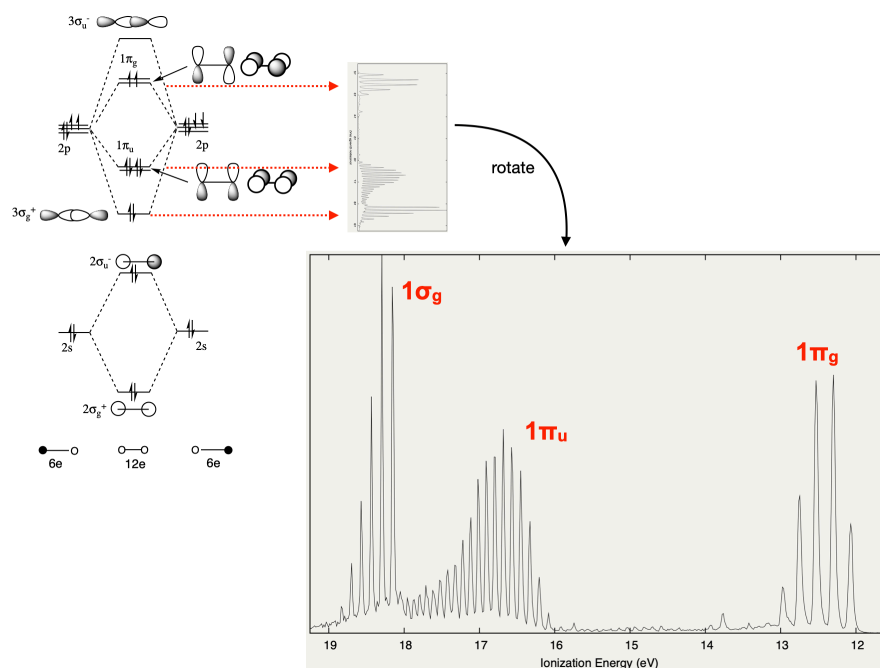 3σu-
1πg
2p
2p
1πu
3σg+
rotate
2σu-
2s
2s
2σg+
6e
12e
6e
1σg
1πu
1πg
19 18 17 16 15 14 13 12
Ionization Energy (eV)